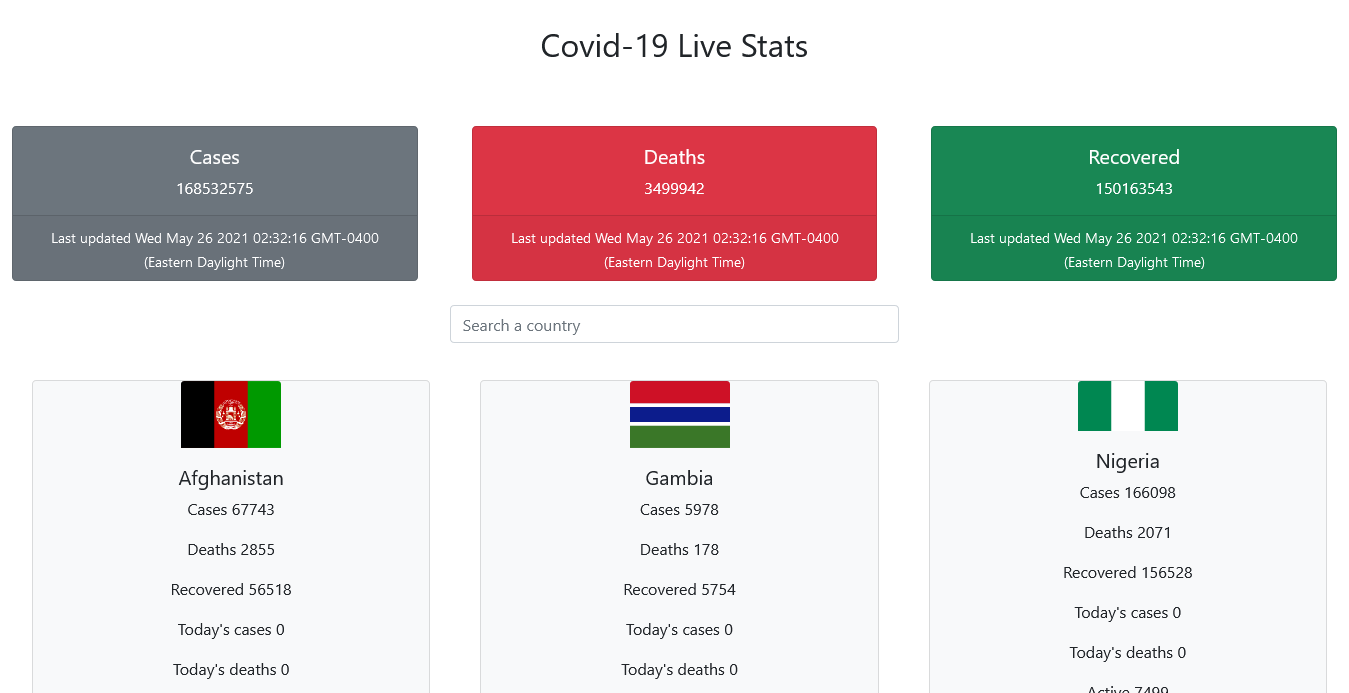 Covid-19 Live Stats
Cases
168532575
Last updated Wed May 26 2021 02:32:16 GMT-0400
(Eastern Daylight Time)
Deaths
3499942
Last updated Wed May 26 2021 02:32:16 GMT-0400
(Eastern Daylight Time)
Recovered
150163543
Last updated Wed May 26 2021 02:32:16 GMT-0400
(Eastern Daylight Time)
Search a country
Afghanistan
Cases 67743
Deaths 2855
Recovered 56518
Today's cases 0
Today's deaths 0
Gambia
Cases 5978
Deaths 178
Recovered 5754
Today's cases 0
Today's deaths 0
Nigeria
Cases 166098
Deaths 2071
Recovered 156528
Today's cases 0
Today's deaths 0
Active 7499